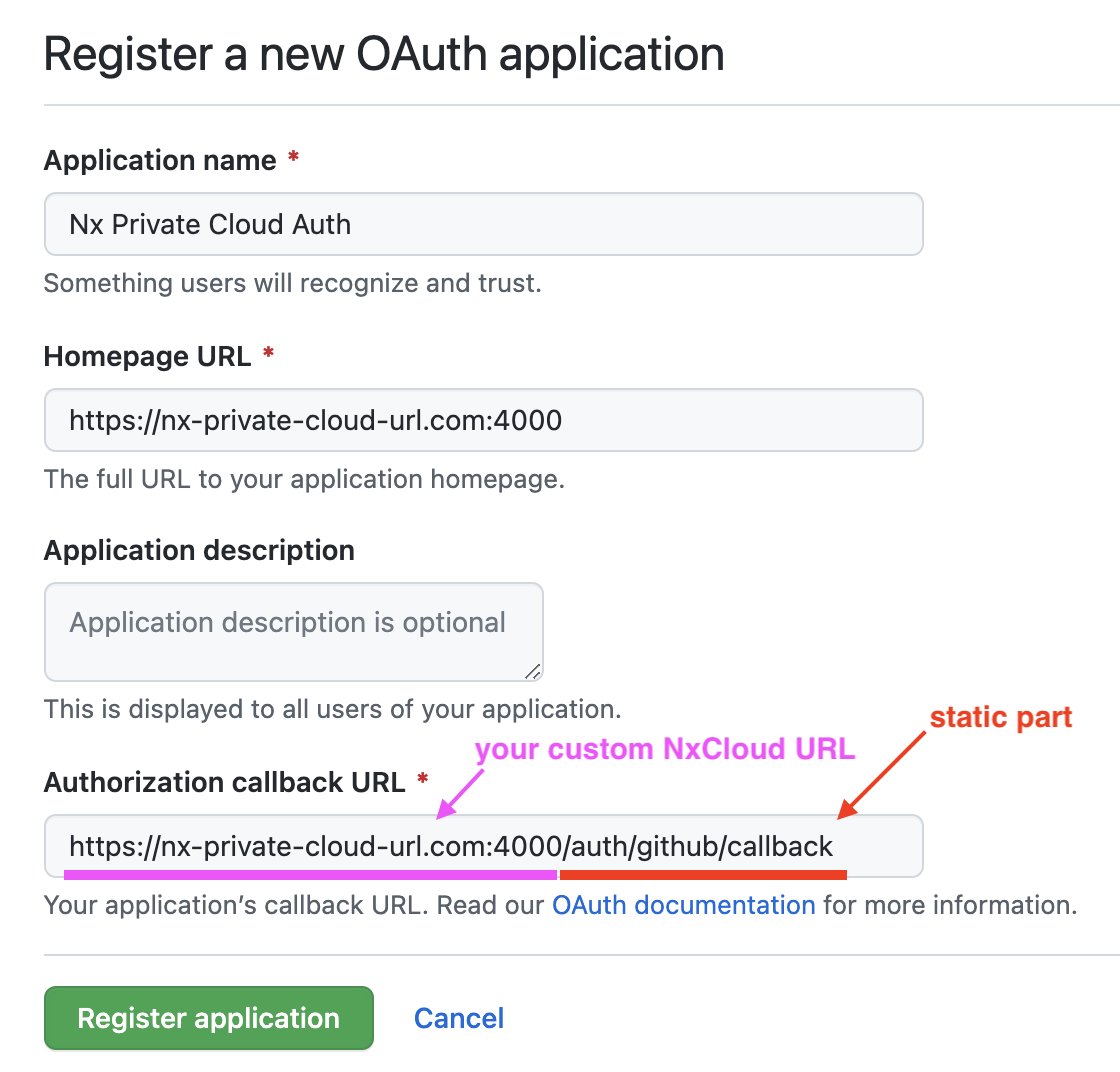 Register a new OAuth application
Application name *
Nx Private Cloud Auth
Something users will recognize and trust.
Homepage URL *
https://nx-private-cloud-url.com:4000
The full URL to your application homepage.
Application description
Application description is optional
This is displayed to all users of your application.
static part
your custom NxCloud URL
Authorization callback URL *
https://nx-private-cloud-url.com:4000/auth/github/callback
Your application’s callback URL. Read our OAuth documentation for more information.
Register application
Cancel